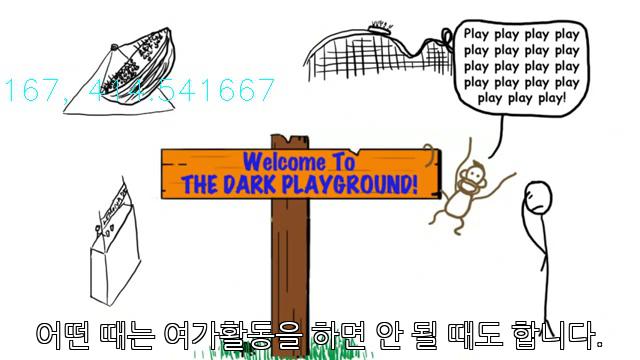 Play play play play
play play play play
play play play play
play play play play
play play play!
167, 414.541667
Welcome To
THE DARK PLAYGROUND!
어떤 때는 여가활동을 하면 안 될 때도 합니다.